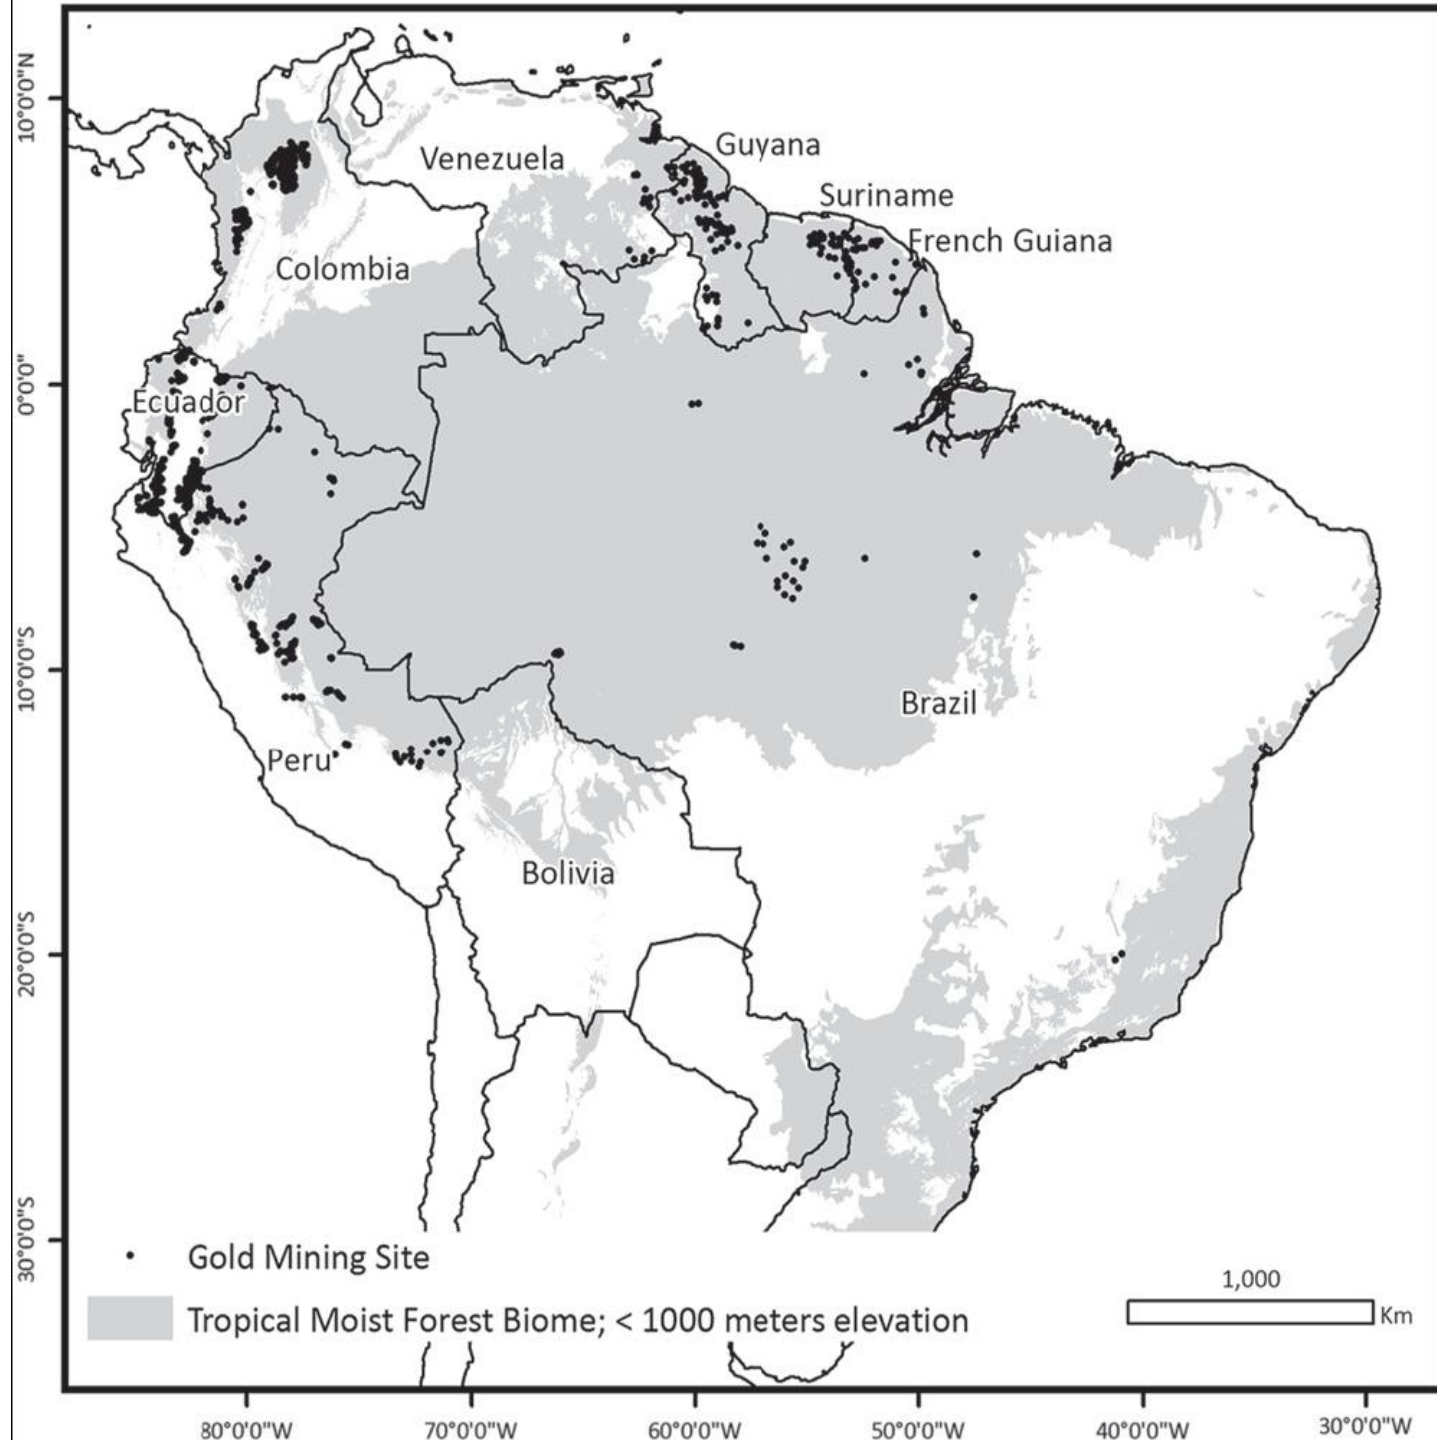 10°0'0"N
0°0'0"
10°0'0"S
20°0'0"S
30°0'0"S
Venezuela
Guyana
Suriname
French Guiana
Colombia
Ecuador
Brazil
Peru
Bolivia
Gold Mining Site
Tropical Moist Forest Biome; < 1000 meters elevation
1,000
Km
80°0'0"W
70°0'0"W
60°0'0"W
50°0'0"W
40°0'0"W
30°0'0"W